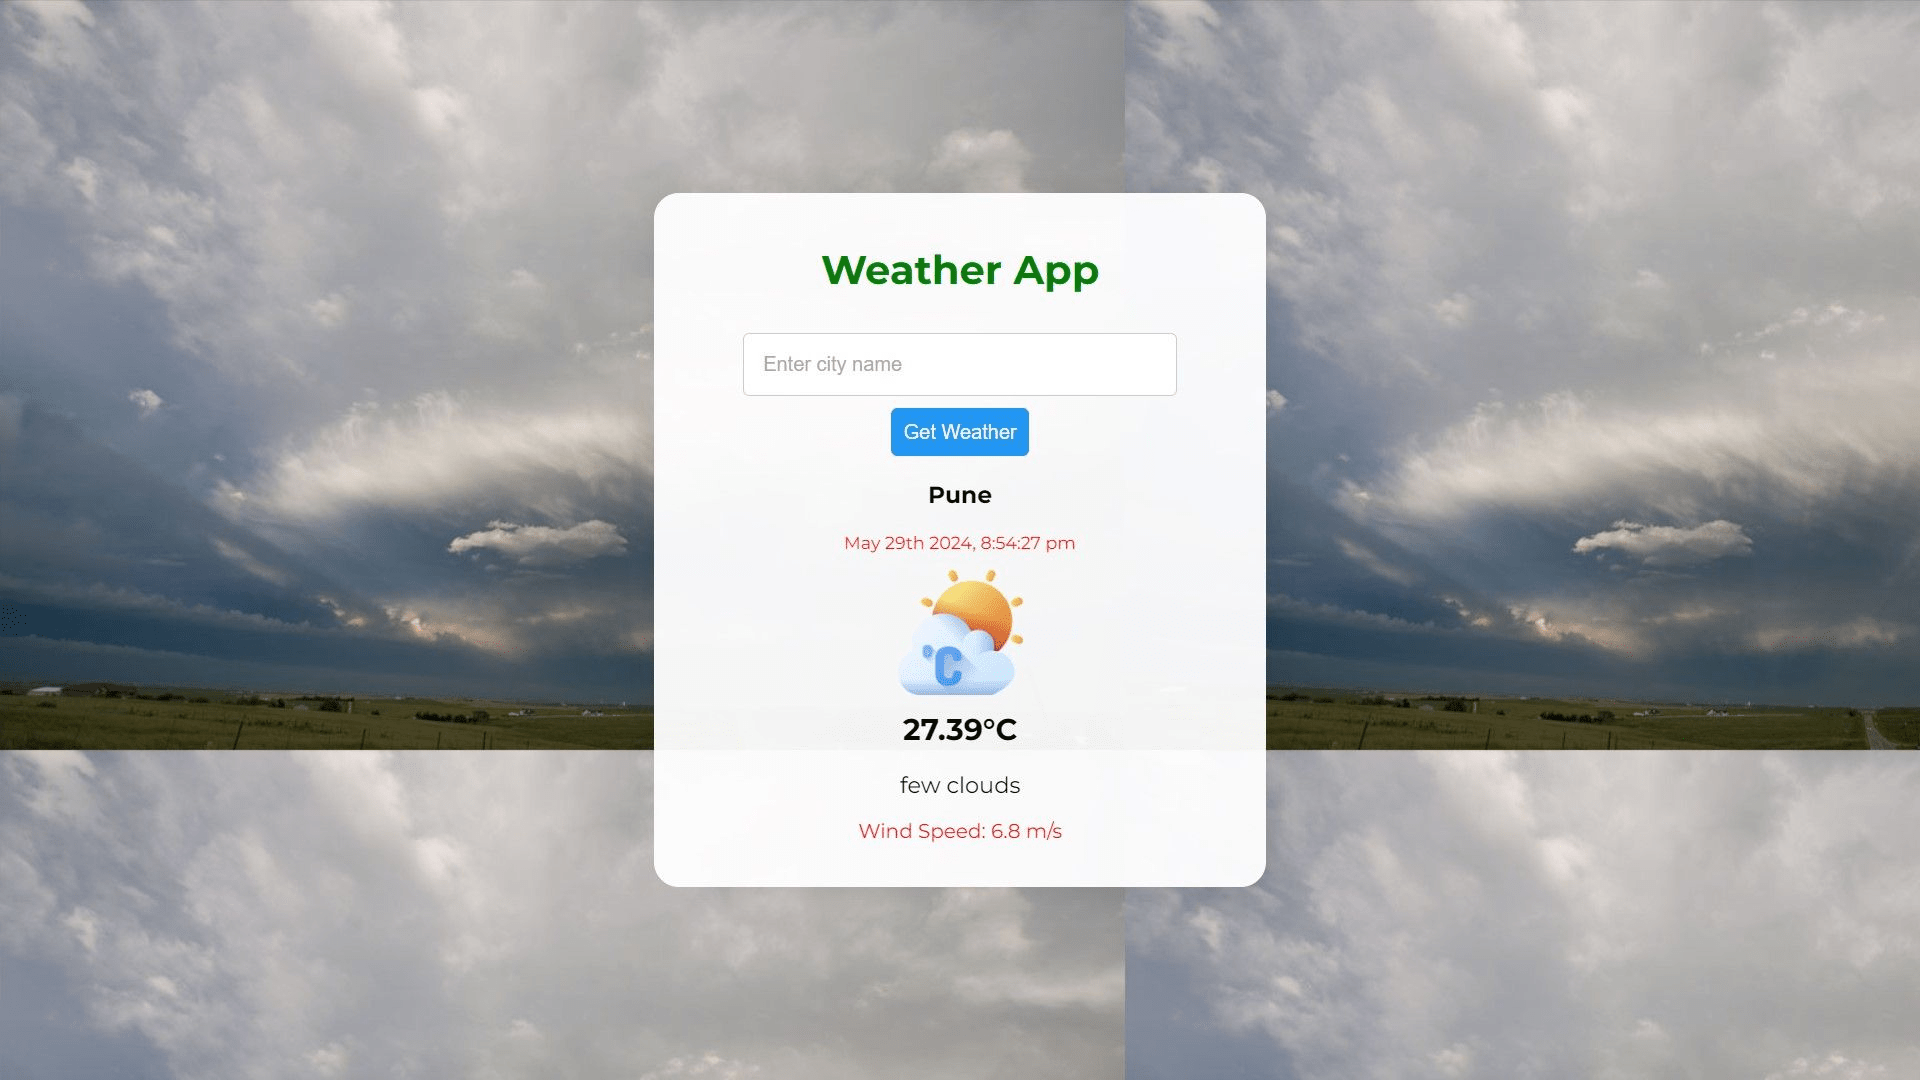 Weather App
Enter city name
Get Weather
Pune
May 29th 2024, 8:54:27 pm
°C
27.39°C
few clouds
Wind Speed: 6.8 m/s